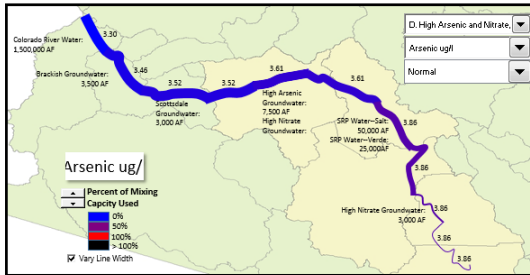 D. High Arsenic and Nitrate,
Arsenic ug/l
Normal
3.30
Colorado River Water:
1,500,000 AF
3.46
Brackish Groundwater:
3,500 AF
3.52
Scottsdale
Groundwater:
3,000 AF
3.52
3.61
High Arsenic
Groundwater:
7,500 AF
High Nitrate
Groundwater:
3.61
SRP Water--Salt:
50,000 AF
SRP Water--Verde:
25,000AF
3.86
3.86
High Nitrate Groundwater:
3,000 AF
3.86
3.86
3.86
Arsenic ug/
Percent of Mixing
Capcity Used
0%
50%
100%
> 100%
Vary Line Width